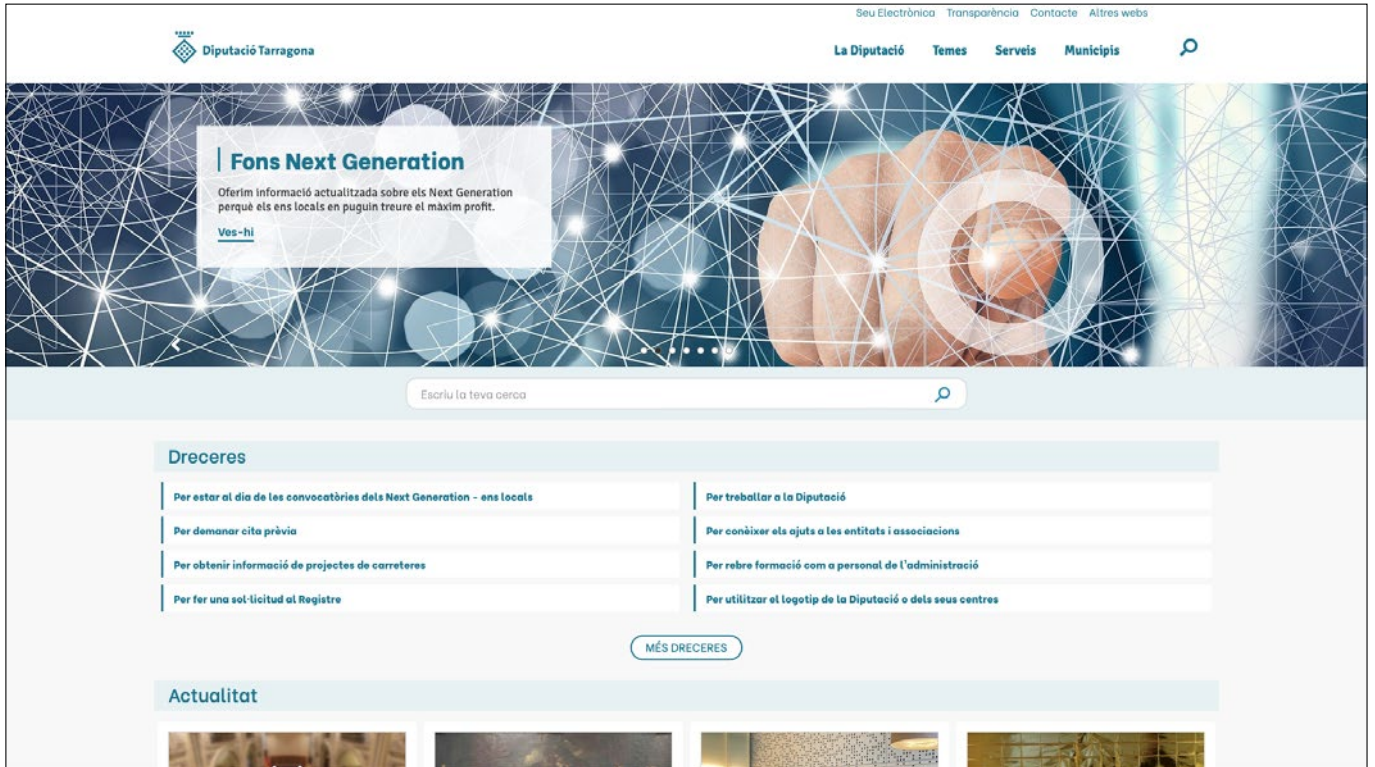 Seu Electrònica Transparència Contacte Altres webs
Diputació Tarragona
La Diputació Temes Serveis Municipis
Fons Next Generation
Oferim informació actualitzada sobre els Next Generation
perquè els ens locals en puguin treure el màxim profit.
Ves-hi
Escriu la teva cerca
Dreceres
Per estar al dia de les convocatòries dels Next Generation - ens locals
Per treballar a la Diputació
Per demanar cita prèvia
Per conèixer els ajuts a les entitats i associacions
Per obtenir informació de projectes de carreteres
Per rebre formació com a personal de l'administració
Per fer una sol·licitud al Registre
Per utilitzar el logotip de la Diputació o dels seus centres
MÉS DRECERES
Actualitat